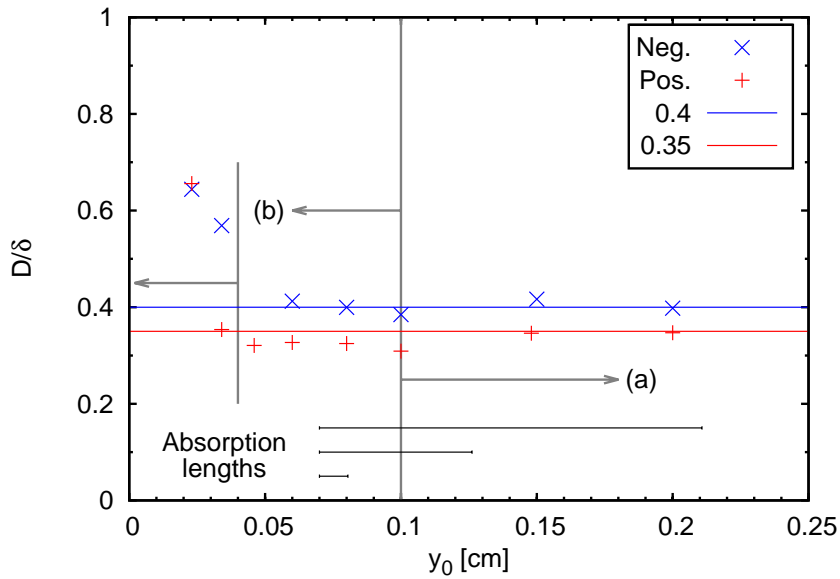 1
0.8
0.6
0.4
0.2
0
D/δ
Neg.
Pos.
0.4
0.35
(b)
(a)
Absorption
lengths
0 0.05 0.1 0.15 0.2 0.25
y₀ [cm]